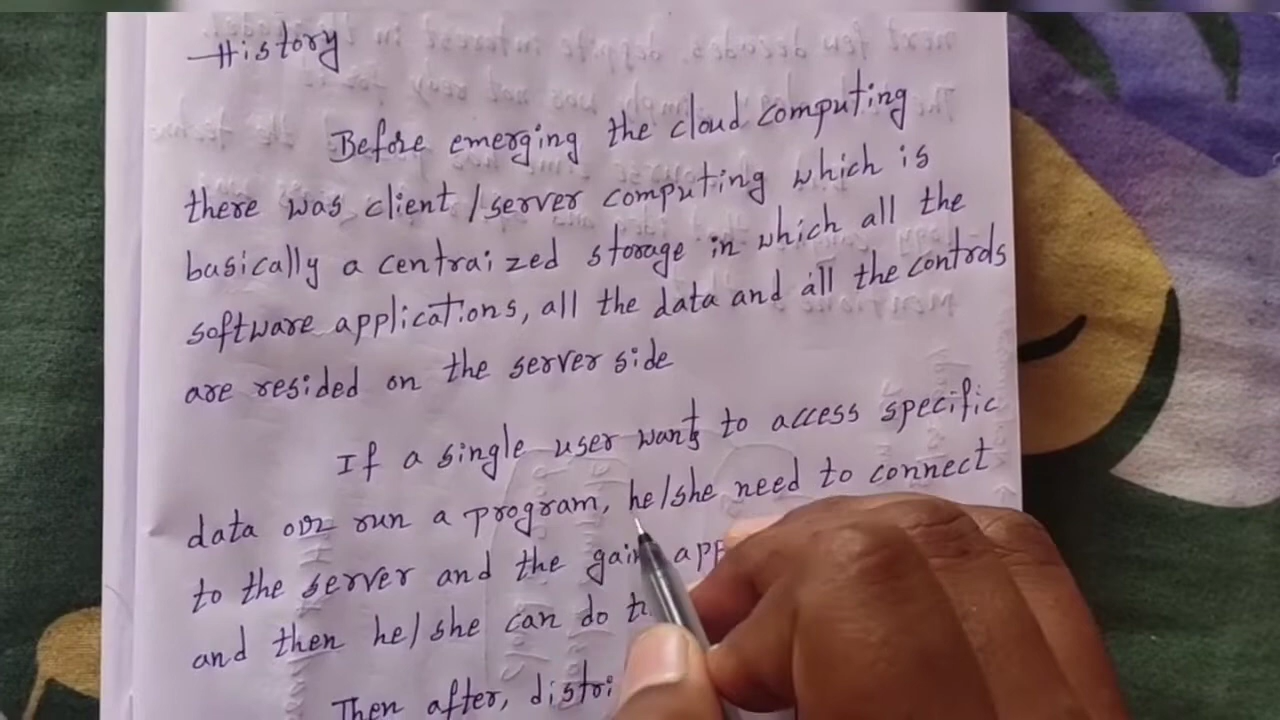 History
Before emerging the cloud computing
there was client / server computing which is
basically a centraized storage in which all the
software applications, all the data and all the controls
are resided on the server side
If a single user wants to access specific
data or run a program, he/she need to connect
to the server and the gain
and then he/she can do
Then after,